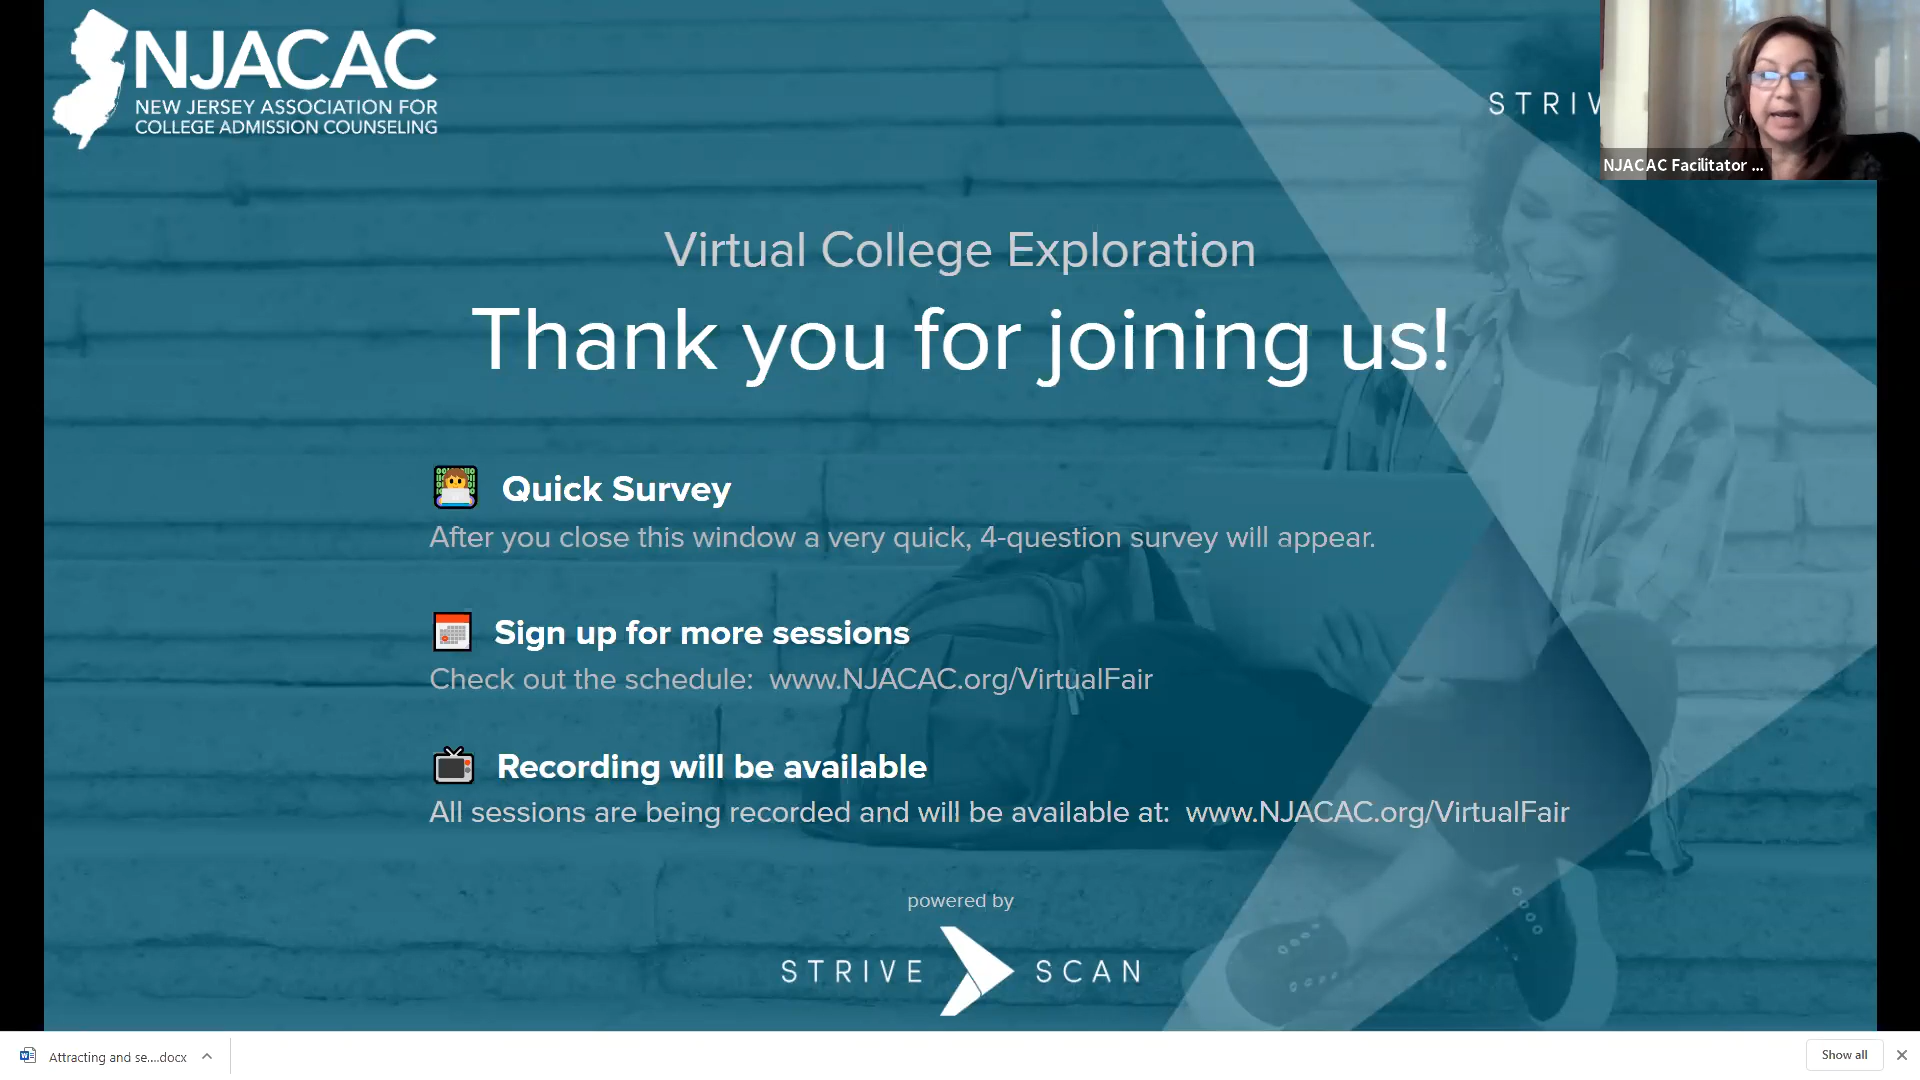 NJACAC
NEW JERSEY ASSOCIATION FOR
COLLEGE ADMISSION COUNSELING
STRIV
NJACAC Facilitator ...
Virtual College Exploration
Thank you for joining us!
Quick Survey
After you close this window a very quick, 4-question survey will appear.
Sign up for more sessions
Check out the schedule: www.NJACAC.org/VirtualFair
Recording will be available
All sessions are being recorded and will be available at: www.NJACAC.org/VirtualFair
powered by
STRIVE SCAN
Attracting and se....docx
Show all